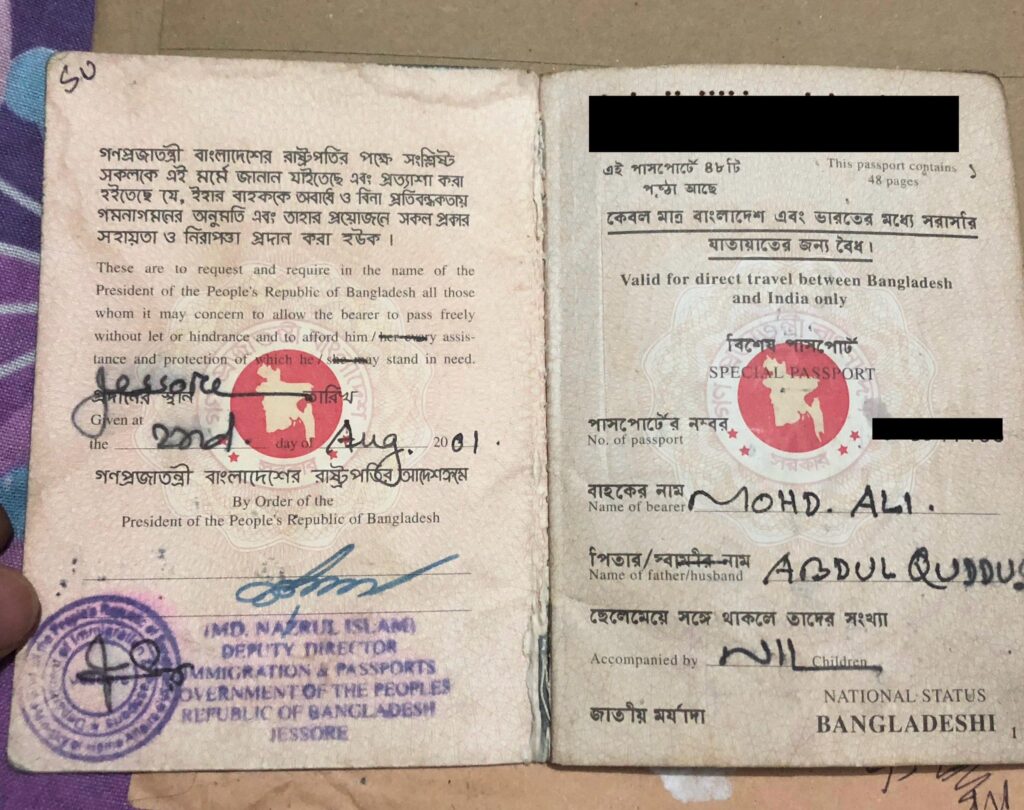 SU
গণপ্রজাতন্ত্রী বাংলাদেশের রাষ্ট্রপতির পক্ষে সংশ্লিষ্ট
সকলকে এই মর্মে জানান যাইতেছে এবং প্রত্যাশা করা
হইতেছে যে, ইহার বাহককে অবাধে ও বিনা প্রতিবন্ধকতায়
গমনাগমনের অনুমতি এবং তাহার প্রয়োজনে সকল প্রকার
সহায়তা ও নিরাপত্তা প্রদান করা হউক ।
These are to request and require in the name of the
President of the People's Republic of Bangladesh all those
whom it may concern to allow the bearer to pass freely
without let or hindrance and to afford him / her every assis-
tance and protection of which he / she may stand in need.
Jessore
প্রদানের স্থান তারিখ
Given at
the 22nd. day of Aug. 2001.
গণপ্রজাতন্ত্রী বাংলাদেশের রাষ্ট্রপতির আদেশক্রমে
By Order of the
President of the People's Republic of Bangladesh
(MD. NAZRUL ISLAM)
DEPUTY DIRECTOR
IMMIGRATION & PASSPORTS
GOVERNMENT OF THE PEOPLES
REPUBLIC OF BANGLADESH
JESSORE
এই পাসপোর্টে ৪৮টি
পৃষ্ঠা আছে
This passport contains
48 pages
কেবল মাত্র বাংলাদেশ এবং ভারতের মধ্যে সরাসরি
যাতায়াতের জন্য বৈধ।
Valid for direct travel between Bangladesh
and India only
বিশেষ পাসপোর্ট
SPECIAL PASSPORT
পাসপোর্টের নম্বর
No. of passport
বাহকের নাম
Name of bearer MOHD. ALI.
পিতার/স্বামীর নাম
Name of father/husband ABDUL QUDDUS
ছেলেমেয়ে সঙ্গে থাকলে তাদের সংখ্যা
Accompanied by NIL Children
জাতীয় মর্যাদা
NATIONAL STATUS
BANGLADESHI
1